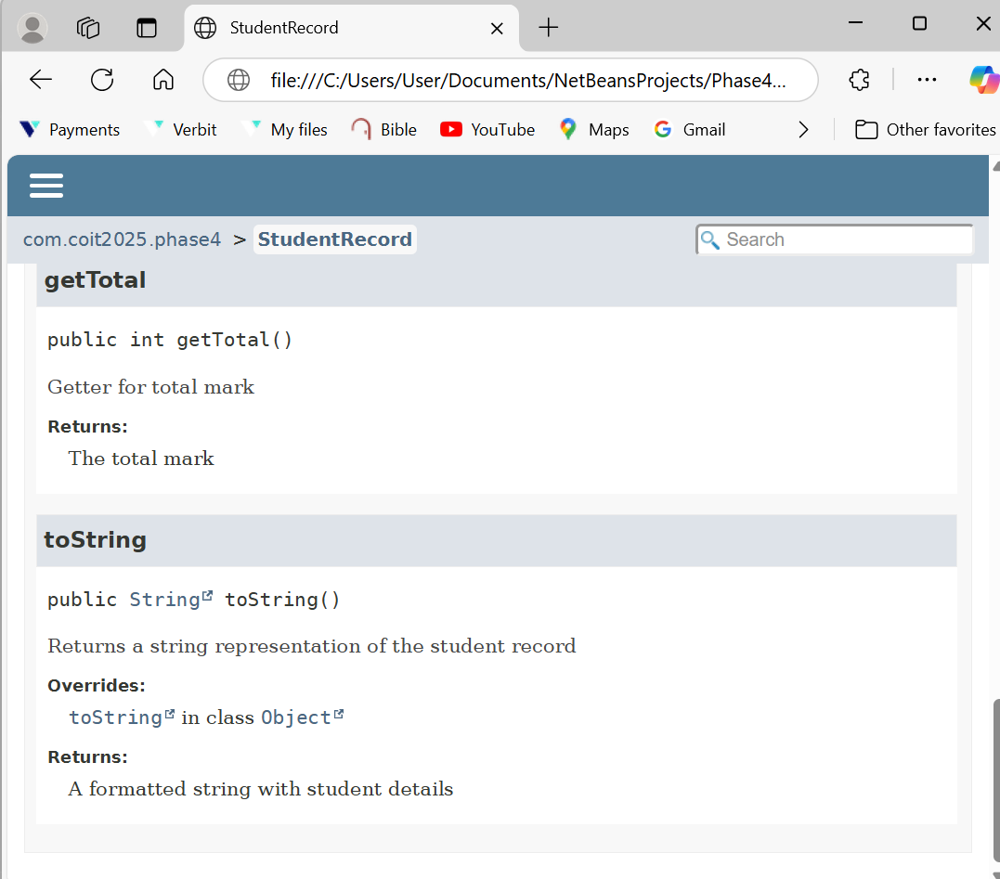 StudentRecord
file:///C:/Users/User/Documents/NetBeansProjects/Phase4...
Payments Verbit My files Bible YouTube Maps Gmail Other favorites
com.coit2025.phase4 > StudentRecord Search
getTotal
public int getTotal()
Getter for total mark
Returns:
The total mark
toString
public String toString()
Returns a string representation of the student record
Overrides:
toString in class Object
Returns:
A formatted string with student details